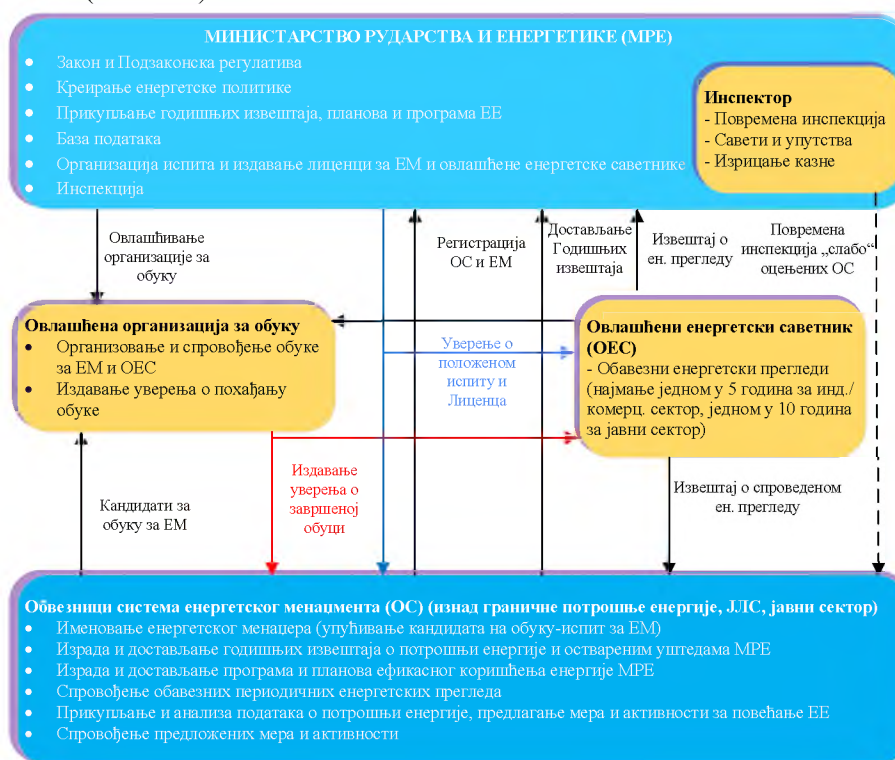 МИНИСТАРСТВО РУДАРСТВА И ЕНЕРГЕТИКЕ (МРЕ)
• Закон и Подзаконска регулатива
• Креирање енергетске политике
• Прикупљање годишњих извештаја, планова и програма ЕЕ
• База података
• Организација испита и издавање лиценци за ЕМ и овлашћене енергетске саветнике
• Инспекција
Инспектор
- Повремена инспекција
- Савети и упутства
- Изрицање казне
Овлашћивање
организације за
обуку
Регистрација
ОС и ЕМ
Достављање
Годишњих
извештаја
Извештај о
ен. прегледу
Повремена
инспекција „слабо“
оцењених ОС
Овлашћена организација за обуку
• Организовање и спровођење обуке
за ЕМ и ОЕС
• Издавање уверења о похађању
обуке
Уверење о
положеном
испиту и
Лиценца
Овлашћени енергетски саветник
(ОЕС)
- Обавезни енергетски прегледи
(најмање једном у 5 година за инд./
комерц. сектор, једном у 10 година
за јавни сектор)
Кандидати за
обуку за ЕМ
Издавање
уверења о
завршеној
обуци
Извештај о спроведеном
ен. прегледу
Обвезници система енергетског менаџмента (ОС) (изнад граничне потрошње енергије, ЈЛС, јавни сектор)
• Именовање енергетског менаџера (упућивање кандидата на обуку-испит за ЕМ)
• Израда и достављање годишњих извештаја о потрошњи енергије и оствареним уштедама МРЕ
• Израда и достављање програма и планова ефикасног коришћења енергије МРЕ
• Спровођење обавезних периодичних енергетских прегледа
• Прикупљање и анализа података о потрошњи енергије, предлагање мера и активности за повећање ЕЕ
• Спровођење предложених мера и активности